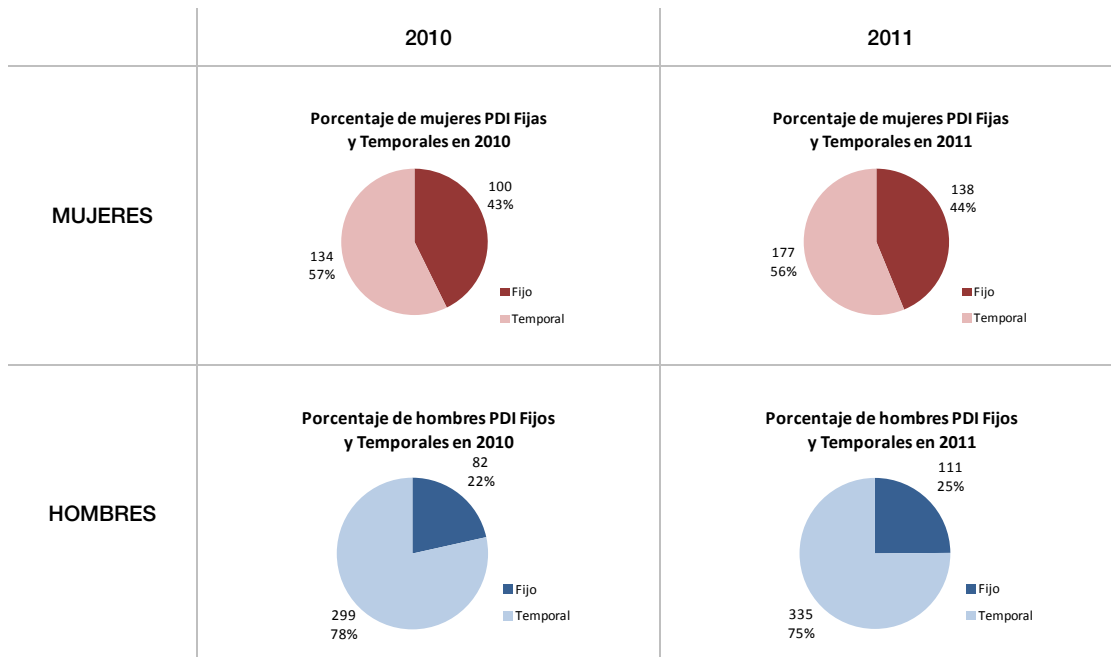 2010
2011
MUJERES
Porcentaje de mujeres PDI Fijas
y Temporales en 2010
100
43%
134
57%
Fijo
Temporal
Porcentaje de mujeres PDI Fijas
y Temporales en 2011
138
44%
177
56%
Fijo
Temporal
HOMBRES
Porcentaje de hombres PDI Fijos
y Temporales en 2010
82
22%
299
78%
Fijo
Temporal
Porcentaje de hombres PDI Fijos
y Temporales en 2011
111
25%
335
75%
Fijo
Temporal